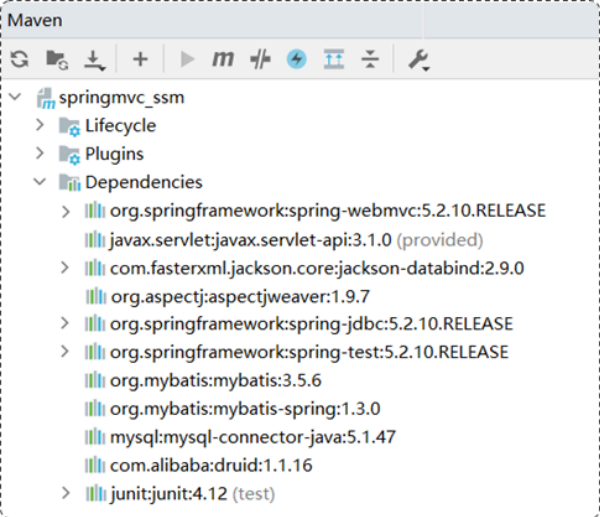 Maven
springmvc_ssm
Lifecycle
Plugins
Dependencies
org.springframework:spring-webmvc:5.2.10.RELEASE
javax.servlet:javax.servlet-api:3.1.0 (provided)
com.fasterxml.jackson.core:jackson-databind:2.9.0
org.aspectj:aspectjweaver:1.9.7
org.springframework:spring-jdbc:5.2.10.RELEASE
org.springframework:spring-test:5.2.10.RELEASE
org.mybatis:mybatis:3.5.6
org.mybatis:mybatis-spring:1.3.0
mysql:mysql-connector-java:5.1.47
com.alibaba:druid:1.1.16
junit:junit:4.12 (test)